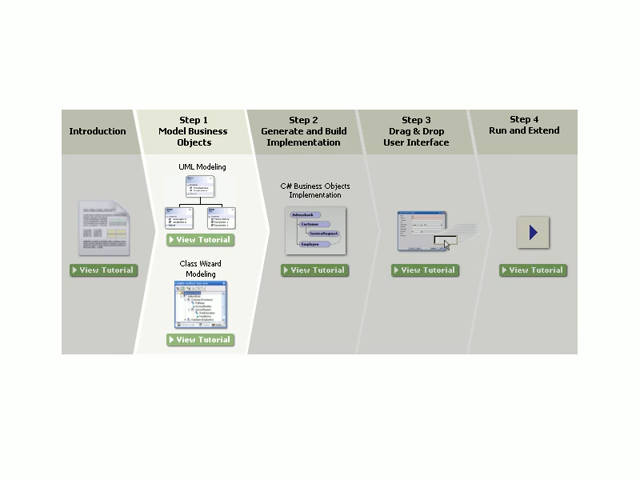 Introduction
Step 1
Model Business
Objects
UML Modeling
View Tutorial
Class Wizard
Modeling
View Tutorial
Step 2
Generate and Build
Implementation
C# Business Objects
Implementation
View Tutorial
Step 3
Drag & Drop
User Interface
View Tutorial
Step 4
Run and Extend
View Tutorial
View Tutorial